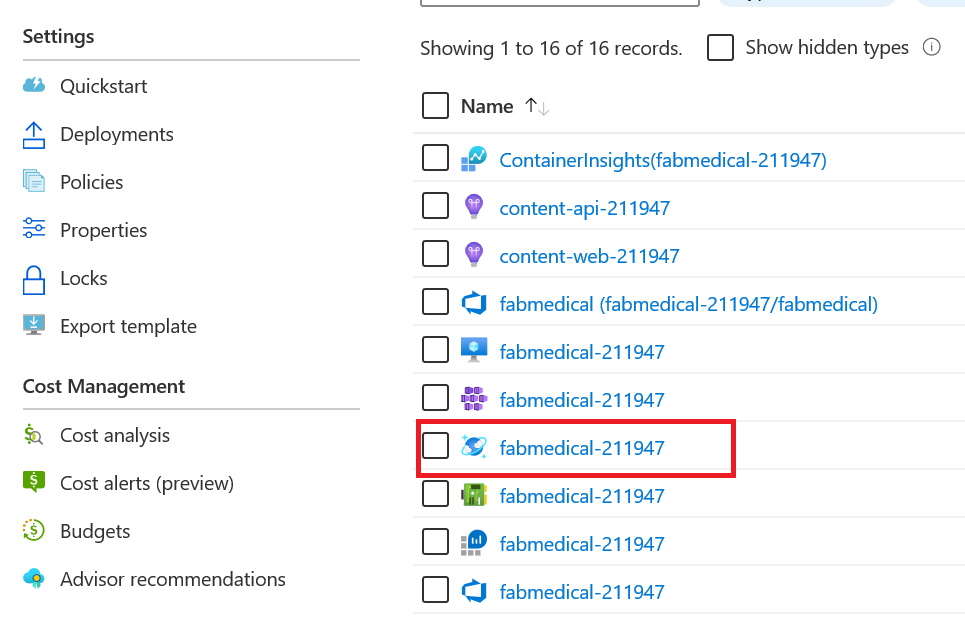 Settings
Quickstart
Deployments
Policies
Properties
Locks
Export template
Cost Management
Cost analysis
Cost alerts (preview)
Budgets
Advisor recommendations
Showing 1 to 16 of 16 records.
Show hidden types
Name
ContainerInsights(fabmedical-211947)
content-api-211947
content-web-211947
fabmedical (fabmedical-211947/fabmedical)
fabmedical-211947
fabmedical-211947
fabmedical-211947
fabmedical-211947
fabmedical-211947
fabmedical-211947